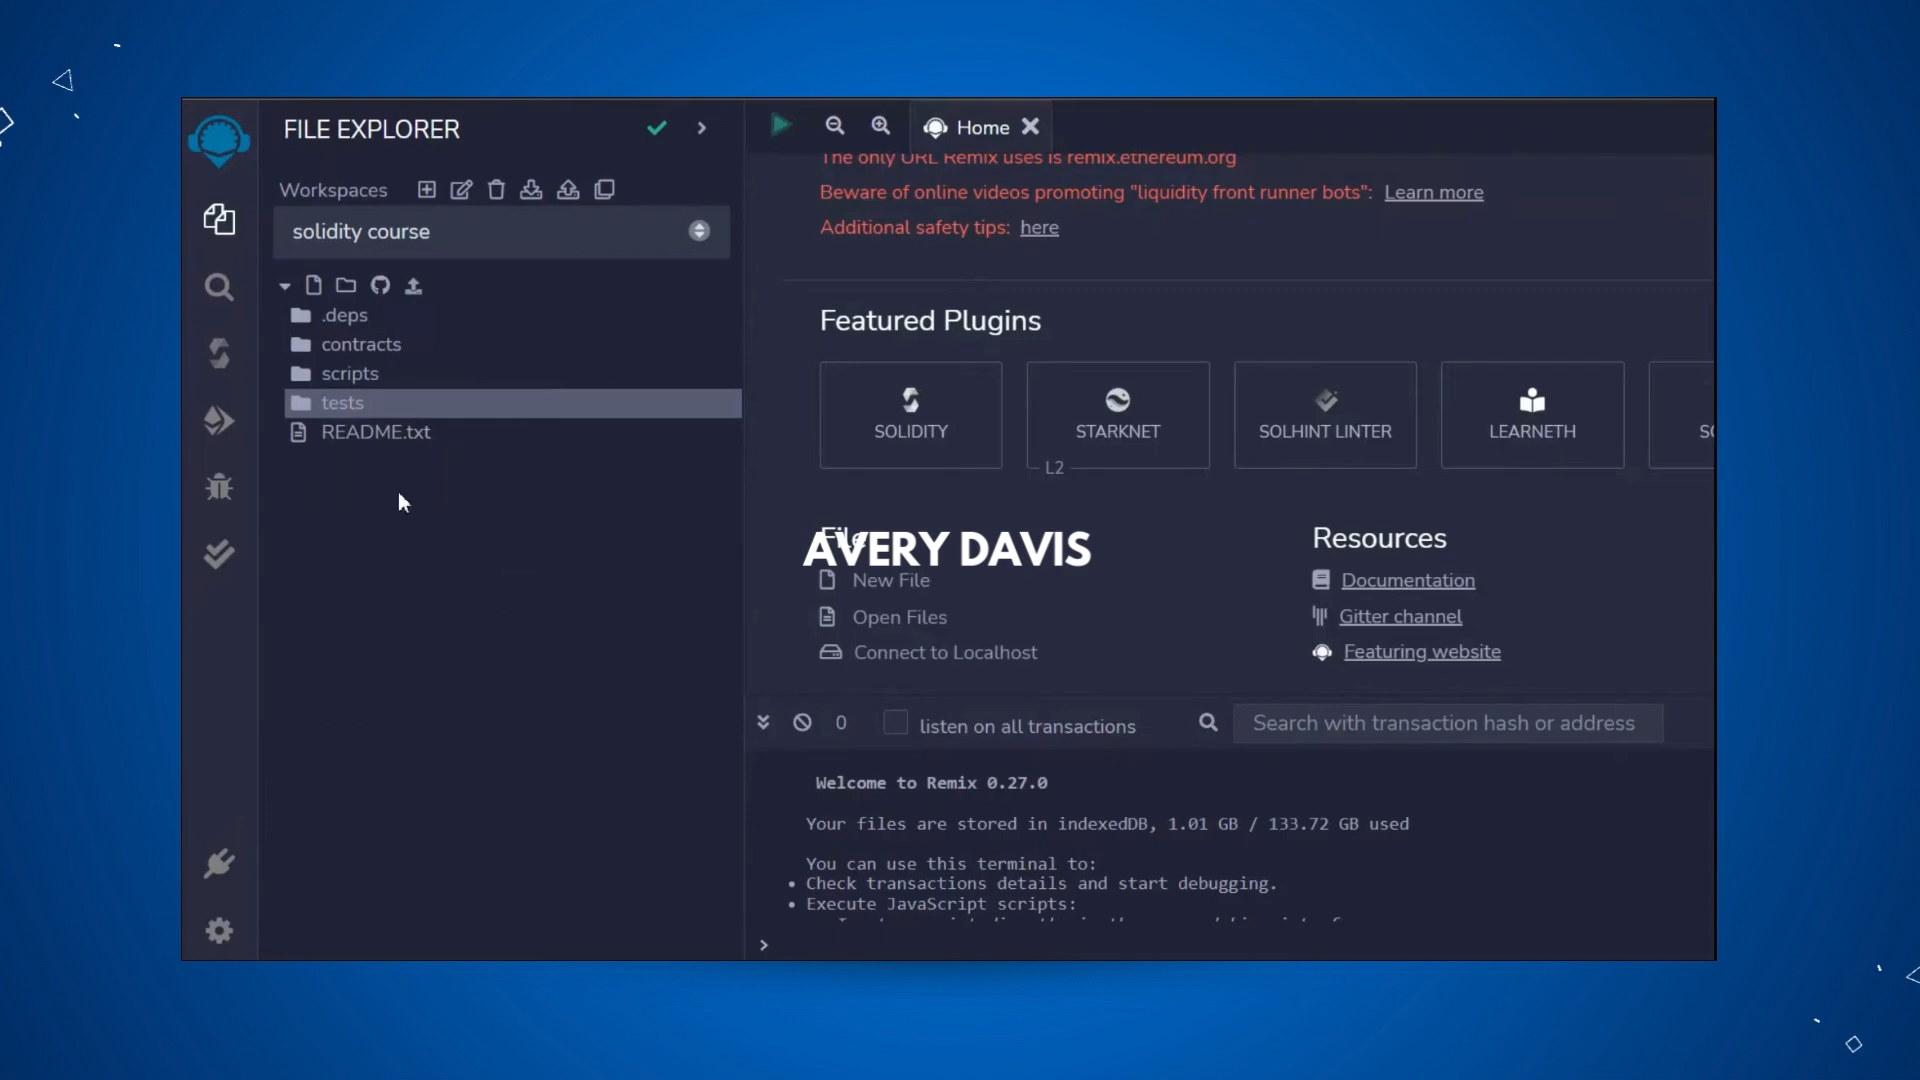 FILE EXPLORER
Home
Workspaces
solidity course
.deps
contracts
scripts
tests
README.txt
The only URL Remix uses is remix.ethereum.org
Beware of online videos promoting "liquidity front runner bots": Learn more
Additional safety tips: here
Featured Plugins
SOLIDITY
STARKNET
L2
SOLHINT LINTER
LEARNETH
File
AVERY DAVIS
New File
Open Files
Connect to Localhost
Resources
Documentation
Gitter channel
Featuring website
0
listen on all transactions
Search with transaction hash or address
Welcome to Remix 0.27.0
Your files are stored in indexedDB, 1.01 GB / 133.72 GB used
You can use this terminal to:
• Check transactions details and start debugging.
• Execute JavaScript scripts:
>